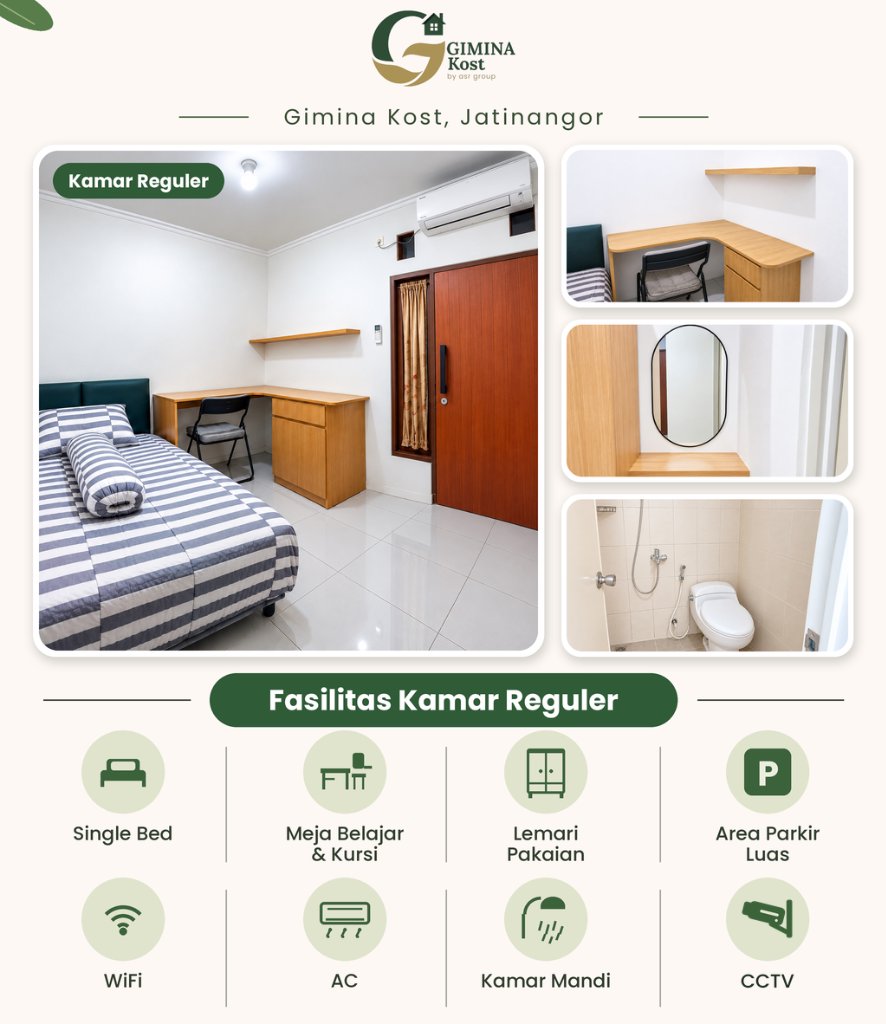 GIMINA
Kost
by asr group
Gimina Kost, Jatinangor
Kamar Reguler
Fasilitas Kamar Reguler
Single Bed
Meja Belajar
& Kursi
Lemari
Pakaian
P
Area Parkir
Luas
WiFi
AC
Kamar Mandi
CCTV